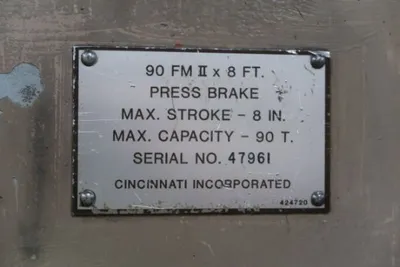 90 FM II x 8 FT.
PRESS BRAKE
MAX. STROKE - 8 IN.
MAX. CAPACITY - 90 T.
SERIAL NO. 47961
CINCINNATI INCORPORATED
424720